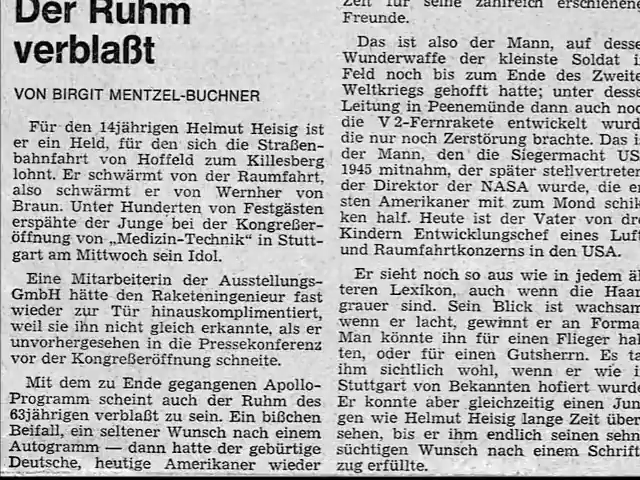 Der Ruhm
verblaßt
VON BIRGIT MENTZEL-BUCHNER
Für den 14jährigen Helmut Heisig ist
er ein Held, für den sich die Straßen-
bahnfahrt von Hoffeld zum Killesberg
lohnt. Er schwärmt von der Raumfahrt,
also schwärmt er von Wernher von
Braun. Unter Hunderten von Festgästen
erspähte der Junge bei der Kongreßer-
öffnung von „Medizin-Technik“ in Stutt-
gart am Mittwoch sein Idol.
Eine Mitarbeiterin der Ausstellungs-
GmbH hätte den Raketeningenieur fast
wieder zur Tür hinauskomplimentiert,
weil sie ihn nicht gleich erkannte, als er
unvorhergesehen in die Pressekonferenz
vor der Kongreßeröffnung schneite.
Mit dem zu Ende gegangenen Apollo-
Programm scheint auch der Ruhm des
63jährigen verblaßt zu sein. Ein bißchen
Beifall, ein seltener Wunsch nach einem
Autogramm — dann hatte der gebürtige
Deutsche, heutige Amerikaner wieder
Zeit für seine zahlreich erschienene
Freunde.
Das ist also der Mann, auf desse
Wunderwaffe der kleinste Soldat i
Feld noch bis zum Ende des Zweite
Weltkriegs gehofft hatte; unter desse
Leitung in Peenemünde dann auch noc
die V 2-Fernrakete entwickelt wurd
die nur noch Zerstörung brachte. Das i
der Mann, den die Siegermacht US
1945 mitnahm, der später stellvertreten
der Direktor der NASA wurde, die e
sten Amerikaner mit zum Mond schik
ken half. Heute ist der Vater von dre
Kindern Entwicklungschef eines Luft
und Raumfahrtkonzerns in den USA.
Er sieht noch so aus wie in jedem äl
teren Lexikon, auch wenn die Haar
grauer sind. Sein Blick ist wachsam
wenn er lacht, gewinnt er an Forma
Man könnte ihn für einen Flieger hal
ten, oder für einen Gutsherrn. Es ta
ihm sichtlich wohl, wenn er wie i
Stuttgart von Bekannten hofiert wurd
Er konnte aber gleichzeitig einen Jun
gen wie Helmut Heisig lange Zeit über
sehen, bis er ihm endlich seinen sehn
süchtigen Wunsch nach einem Schrift
zug erfüllte.